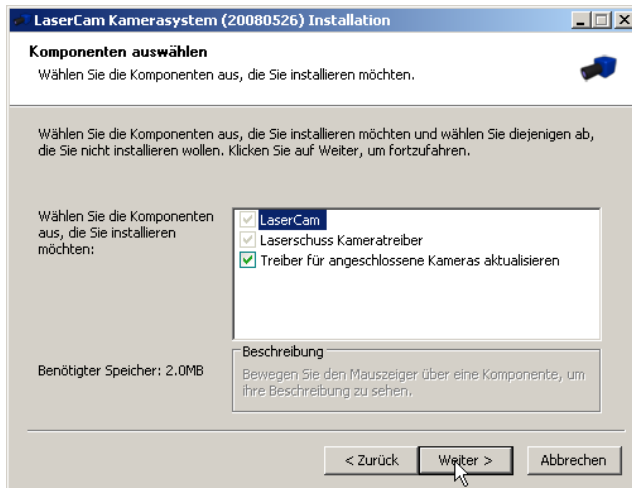 LaserCam Kamerasystem (20080526) Installation
Komponenten auswählen
Wählen Sie die Komponenten aus, die Sie installieren möchten.
Wählen Sie die Komponenten aus, die Sie installieren möchten und wählen Sie diejenigen ab,
die Sie nicht installieren wollen. Klicken Sie auf Weiter, um fortzufahren.
Wählen Sie die Komponenten
aus, die Sie installieren
möchten:
LaserCam
Laserschuss Kameratreiber
Treiber für angeschlossene Kameras aktualisieren
Benötigter Speicher: 2.0MB
Beschreibung
Bewegen Sie den Mauszeiger über eine Komponente, um
ihre Beschreibung zu sehen.
< Zurück
Weiter >
Abbrechen